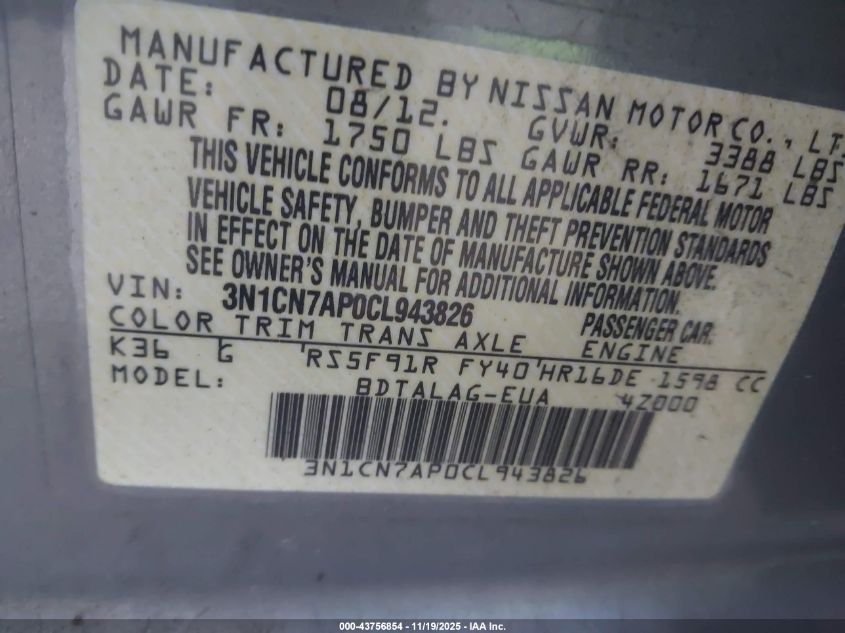 MANUFACTURED BY NISSAN MOTOR CO., LT
DATE: 08/12. GVWR: 3388 LBS
GAWR FR: 1750 LBS GAWR RR: 1671 LBS
THIS VEHICLE CONFORMS TO ALL APPLICABLE FEDERAL MOTOR
VEHICLE SAFETY, BUMPER AND THEFT PREVENTION STANDARDS
IN EFFECT ON THE DATE OF MANUFACTURE SHOWN ABOVE.
SEE OWNER'S MANUAL FOR ADDITIONAL INFORMATION.
VIN: 3N1CN7AP0CL943826 PASSENGER CAR
COLOR TRIM TRANS AXLE ENGINE
K36 G RS5F91R FY40 HR16DE 1598 CC
MODEL: BDTALAG-EUA 4Z000
3N1CN7AP0CL943826
000-43756854 - 11/19/2025 - IAA Inc.